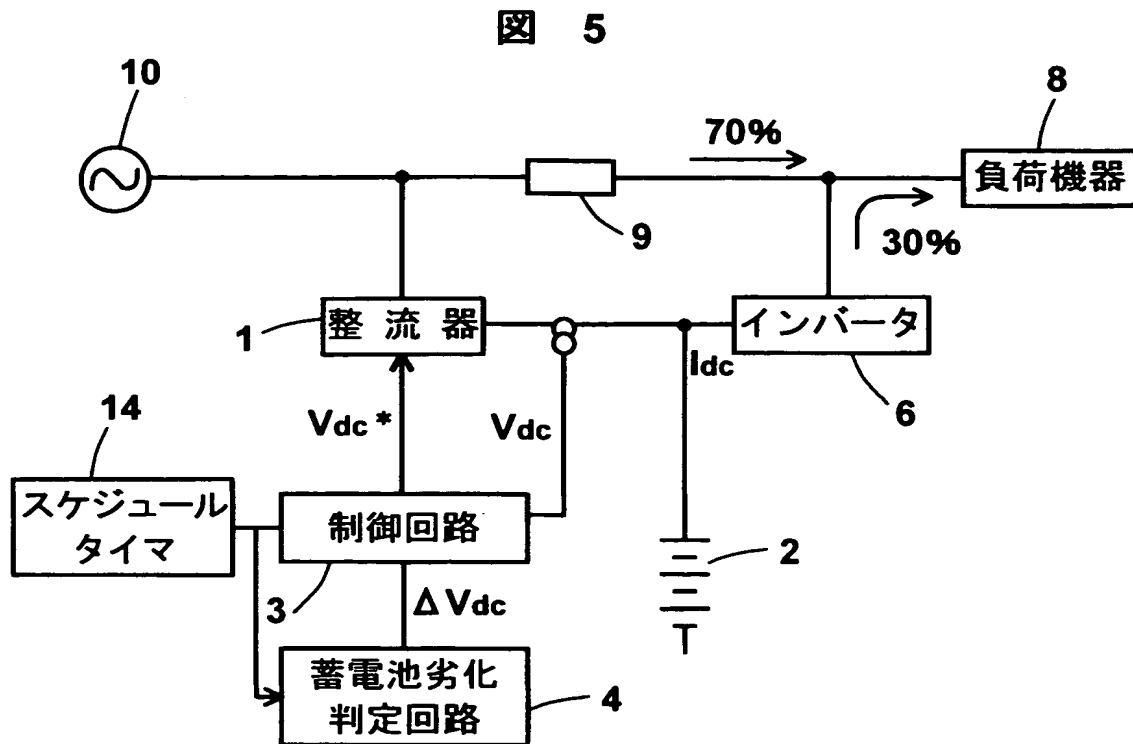 図 5
10
8
70%
負荷機器
9
30%
1
整流器
インバータ
Idc
6
14
Vdc*
Vdc
スケジュール
タイマ
制御回路
2
3
ΔVdc
蓄電池劣化
判定回路
4